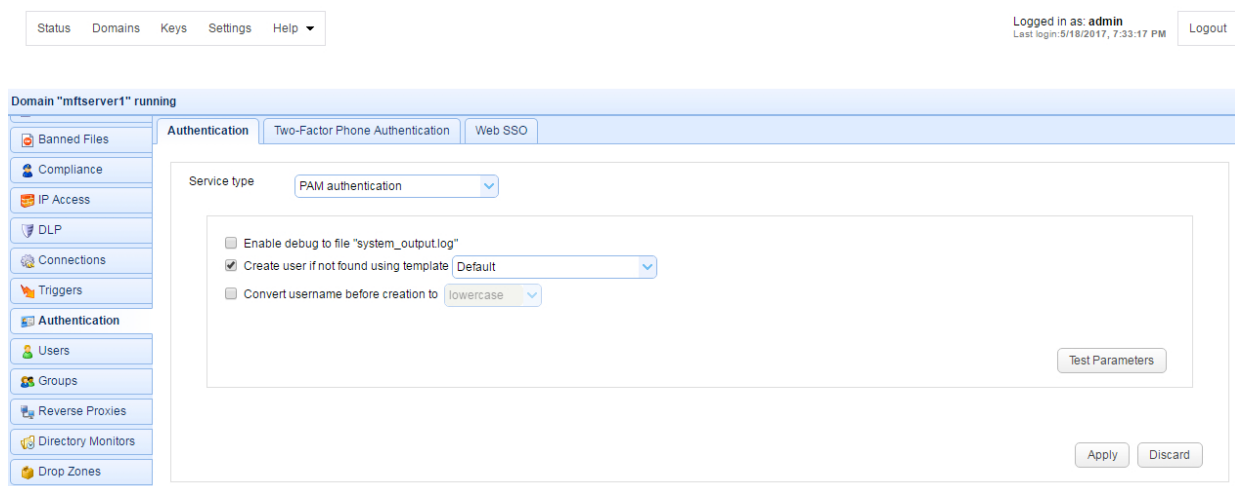 Status Domains Keys Settings Help
Logged in as: admin
Last login:5/18/2017, 7:33:17 PM
Logout
Domain "mftserver1" running
Banned Files
Compliance
IP Access
DLP
Connections
Triggers
Authentication
Users
Groups
Reverse Proxies
Directory Monitors
Drop Zones
Authentication Two-Factor Phone Authentication Web SSO
Service type PAM authentication
Enable debug to file "system_output.log"
Create user if not found using template Default
Convert username before creation to lowercase
Test Parameters
Apply Discard